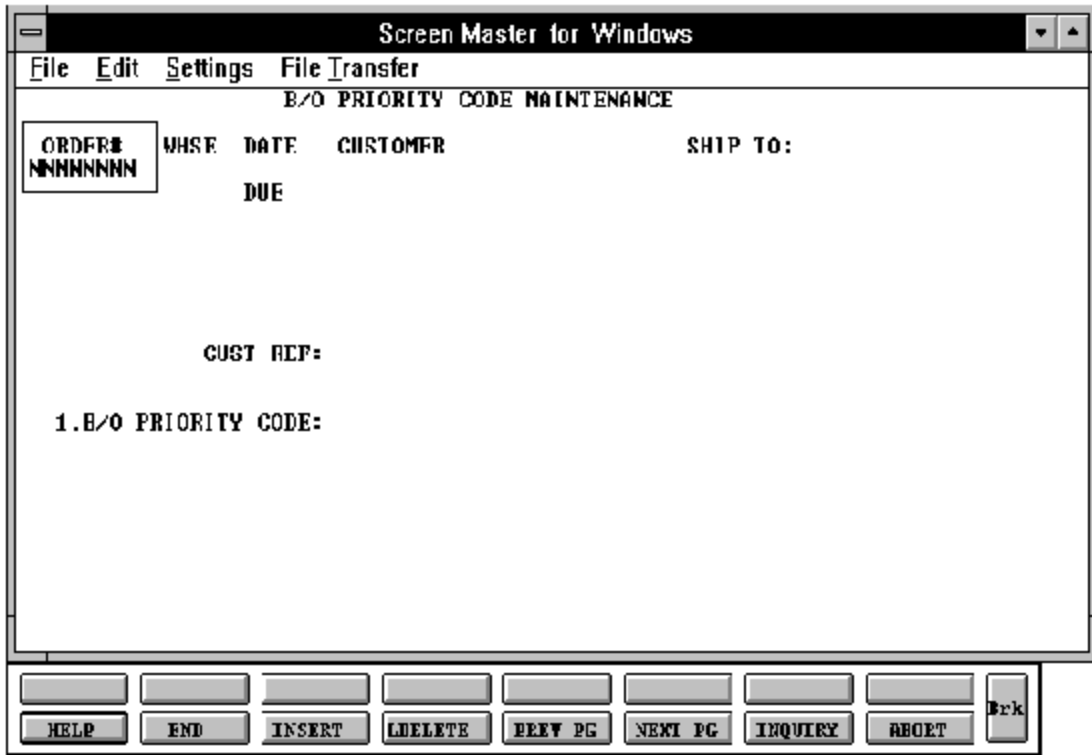 Screen Master for Windows
File Edit Settings File Transfer
B/O PRIORITY CODE MAINTENANCE
ORDER# WHSE DATE CUSTOMER SHIP TO:
NNNNNNNN
DUE
CUST REF:
1.B/O PRIORITY CODE:
HELP END INSERT LDELETE PREV PG NEXT PG INQUIRY ABORT Brk